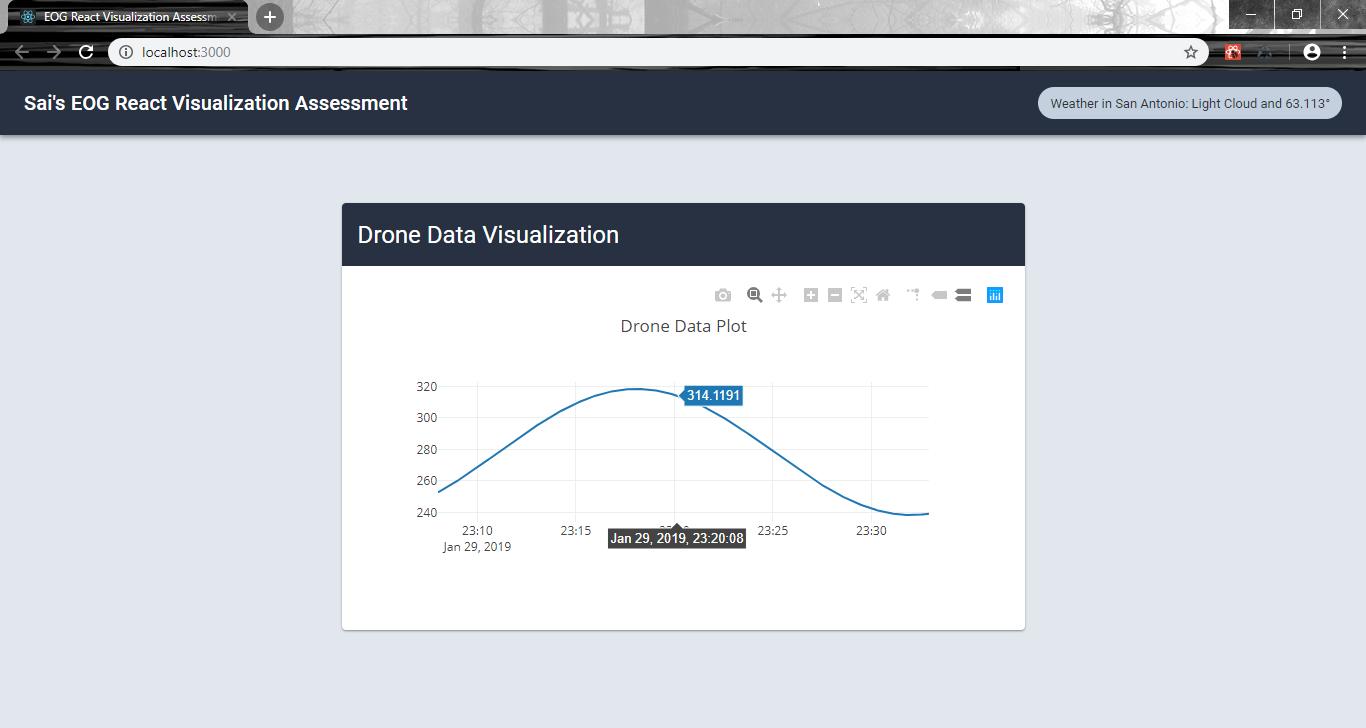 EOG React Visualization Assessm
localhost:3000
Sai's EOG React Visualization Assessment
Weather in San Antonio: Light Cloud and 63.113°
Drone Data Visualization
Drone Data Plot
320
300
280
260
240
314.1191
23:10
23:15
23:25
23:30
Jan 29, 2019
Jan 29, 2019, 23:20:08